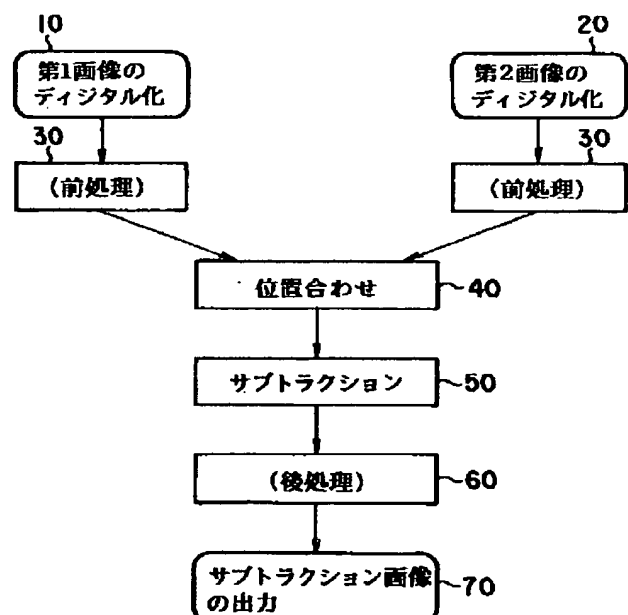 10
20
第1画像の
ディジタル化
第2画像の
ディジタル化
30
30
(前処理)
(前処理)
位置合わせ
40
サブトラクション
50
(後処理)
60
サブトラクション画像
の出力
70